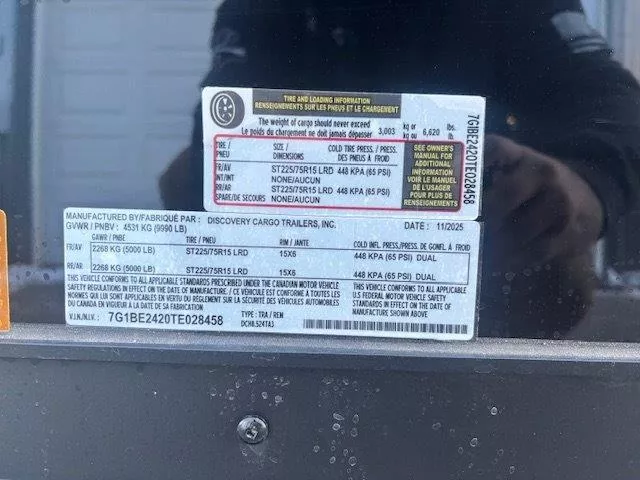 TIRE AND LOADING INFORMATION
RENSEIGNEMENTS SUR LES PNEUS ET LE CHARGEMENT
The weight of cargo should never exceed
Le poids du chargement ne doit jamais dépasser 3,003 kg or kg ou 6,620 lbs. lb.
TIRE / PNEU SIZE / DIMENSIONS COLD TIRE PRESS. / PRESS. DES PNEUS À FROID
FR/AV ST225/75R15 LRD 448 KPA (65 PSI)
INT/INT NONE/AUCUN
RR/AR ST225/75R15 LRD 448 KPA (65 PSI)
SPARE/DE SECOURS NONE/AUCUN
SEE OWNER'S
MANUAL FOR
ADDITIONAL
INFORMATION
VOIR LE MANUEL
DE L'USAGER
POUR PLUS DE
RENSEIGNEMENTS
7G1BE2420TE028458
MANUFACTURED BY/FABRIQUÉ PAR : DISCOVERY CARGO TRAILERS, INC. DATE : 11/2025
GVWR / PNBV : 4531 KG (9990 LB)
GAWR / PNBE TIRE / PNEU RIM / JANTE COLD INFL. PRESS./PRESS. DE GONFL. À FROID
FR/AV 2268 KG (5000 LB) ST225/75R15 LRD 15X6 448 KPA (65 PSI) DUAL
RR/AR 2268 KG (5000 LB) ST225/75R15 LRD 15X6 448 KPA (65 PSI) DUAL
THIS VEHICLE CONFORMS TO ALL APPLICABLE STANDARDS PRESCRIBED UNDER THE CANADIAN MOTOR VEHICLE
SAFETY REGULATIONS IN EFFECT ON THE DATE OF MANUFACTURE / CE VÉHICULE EST CONFORME À TOUTES LES
NORMES QUI LUI SONT APPLICABLES EN VERTU DU RÈGLEMENT SUR LA SÉCURITÉ DES VÉHICULES AUTOMOBILES
DU CANADA EN VIGUEUR À LA DATE DE SA FABRICATION
THIS VEHICLE CONFORMS TO ALL APPLICABLE
U.S FEDERAL MOTOR VEHICLE SAFETY
STANDARDS IN EFFECT ON THE DATE OF
MANUFACTURE SHOWN ABOVE.
V.I.N./N.I.V. : 7G1BE2420TE028458 TYPE : TRA / REM
DCH8.524TA3